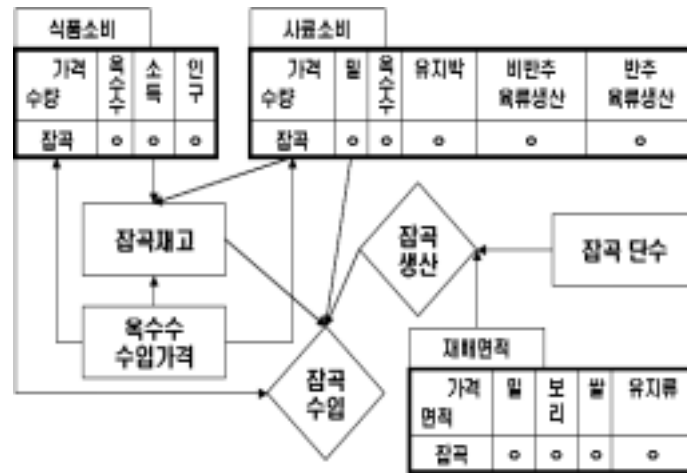 식품소비
가격 수량 옥수수 소득 인구
잡곡 ㅇ ㅇ ㅇ
사료소비
가격 수량 밀 옥수수 유지박 비반추 육류생산 반추 육류생산
잡곡 ㅇ ㅇ ㅇ ㅇ ㅇ
잡곡재고
잡곡
생산
잡곡 단수
옥수수
수입가격
잡곡
수입
재배면적
가격 면적 밀 보리 쌀 유지류
잡곡 ㅇ ㅇ ㅇ ㅇ